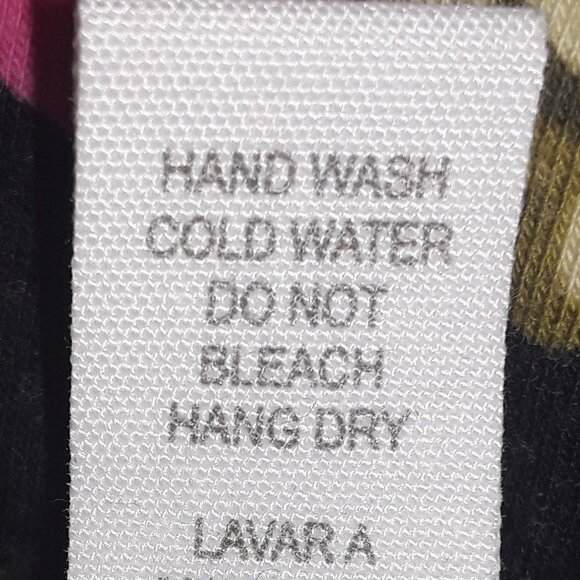 HAND WASH
COLD WATER
DO NOT
BLEACH
HANG DRY
LAVAR A